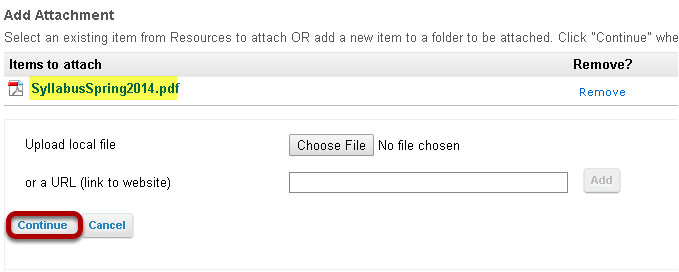 Add Attachment
Select an existing item from Resources to attach OR add a new item to a folder to be attached. Click "Continue" whe
Items to attach Remove?
SyllabusSpring2014.pdf Remove
Upload local file Choose File No file chosen
or a URL (link to website) Add
Continue Cancel